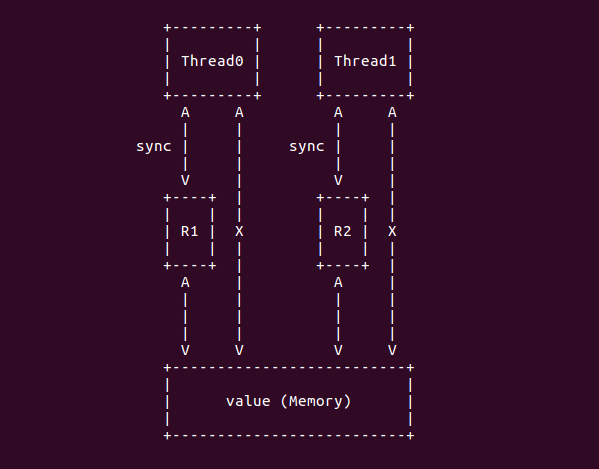 Thread0 Thread1
A A A A
sync sync
V V
R1 X R2 X
A A
V V V V
value (Memory)